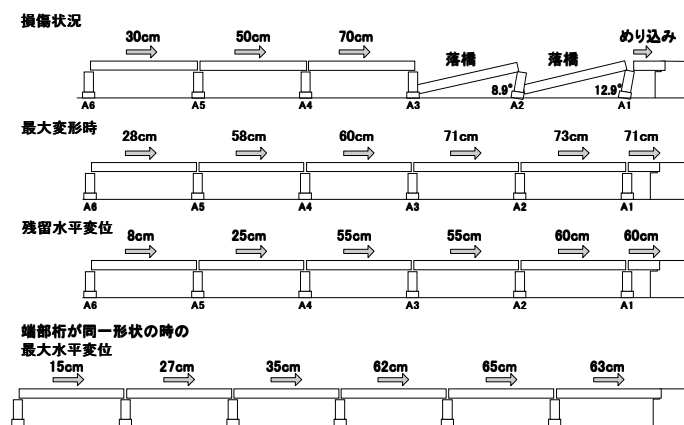 損傷状況
30cm 50cm 70cm 落橋 落橋 めり込み
8.9° 12.9°
A6 A5 A4 A3 A2 A1
最大変形時
28cm 58cm 60cm 71cm 73cm 71cm
A6 A5 A4 A3 A2 A1
残留水平変位
8cm 25cm 55cm 55cm 60cm 60cm
A6 A5 A4 A3 A2 A1
端部桁が同一形状の時の
最大水平変位
15cm 27cm 35cm 62cm 65cm 63cm